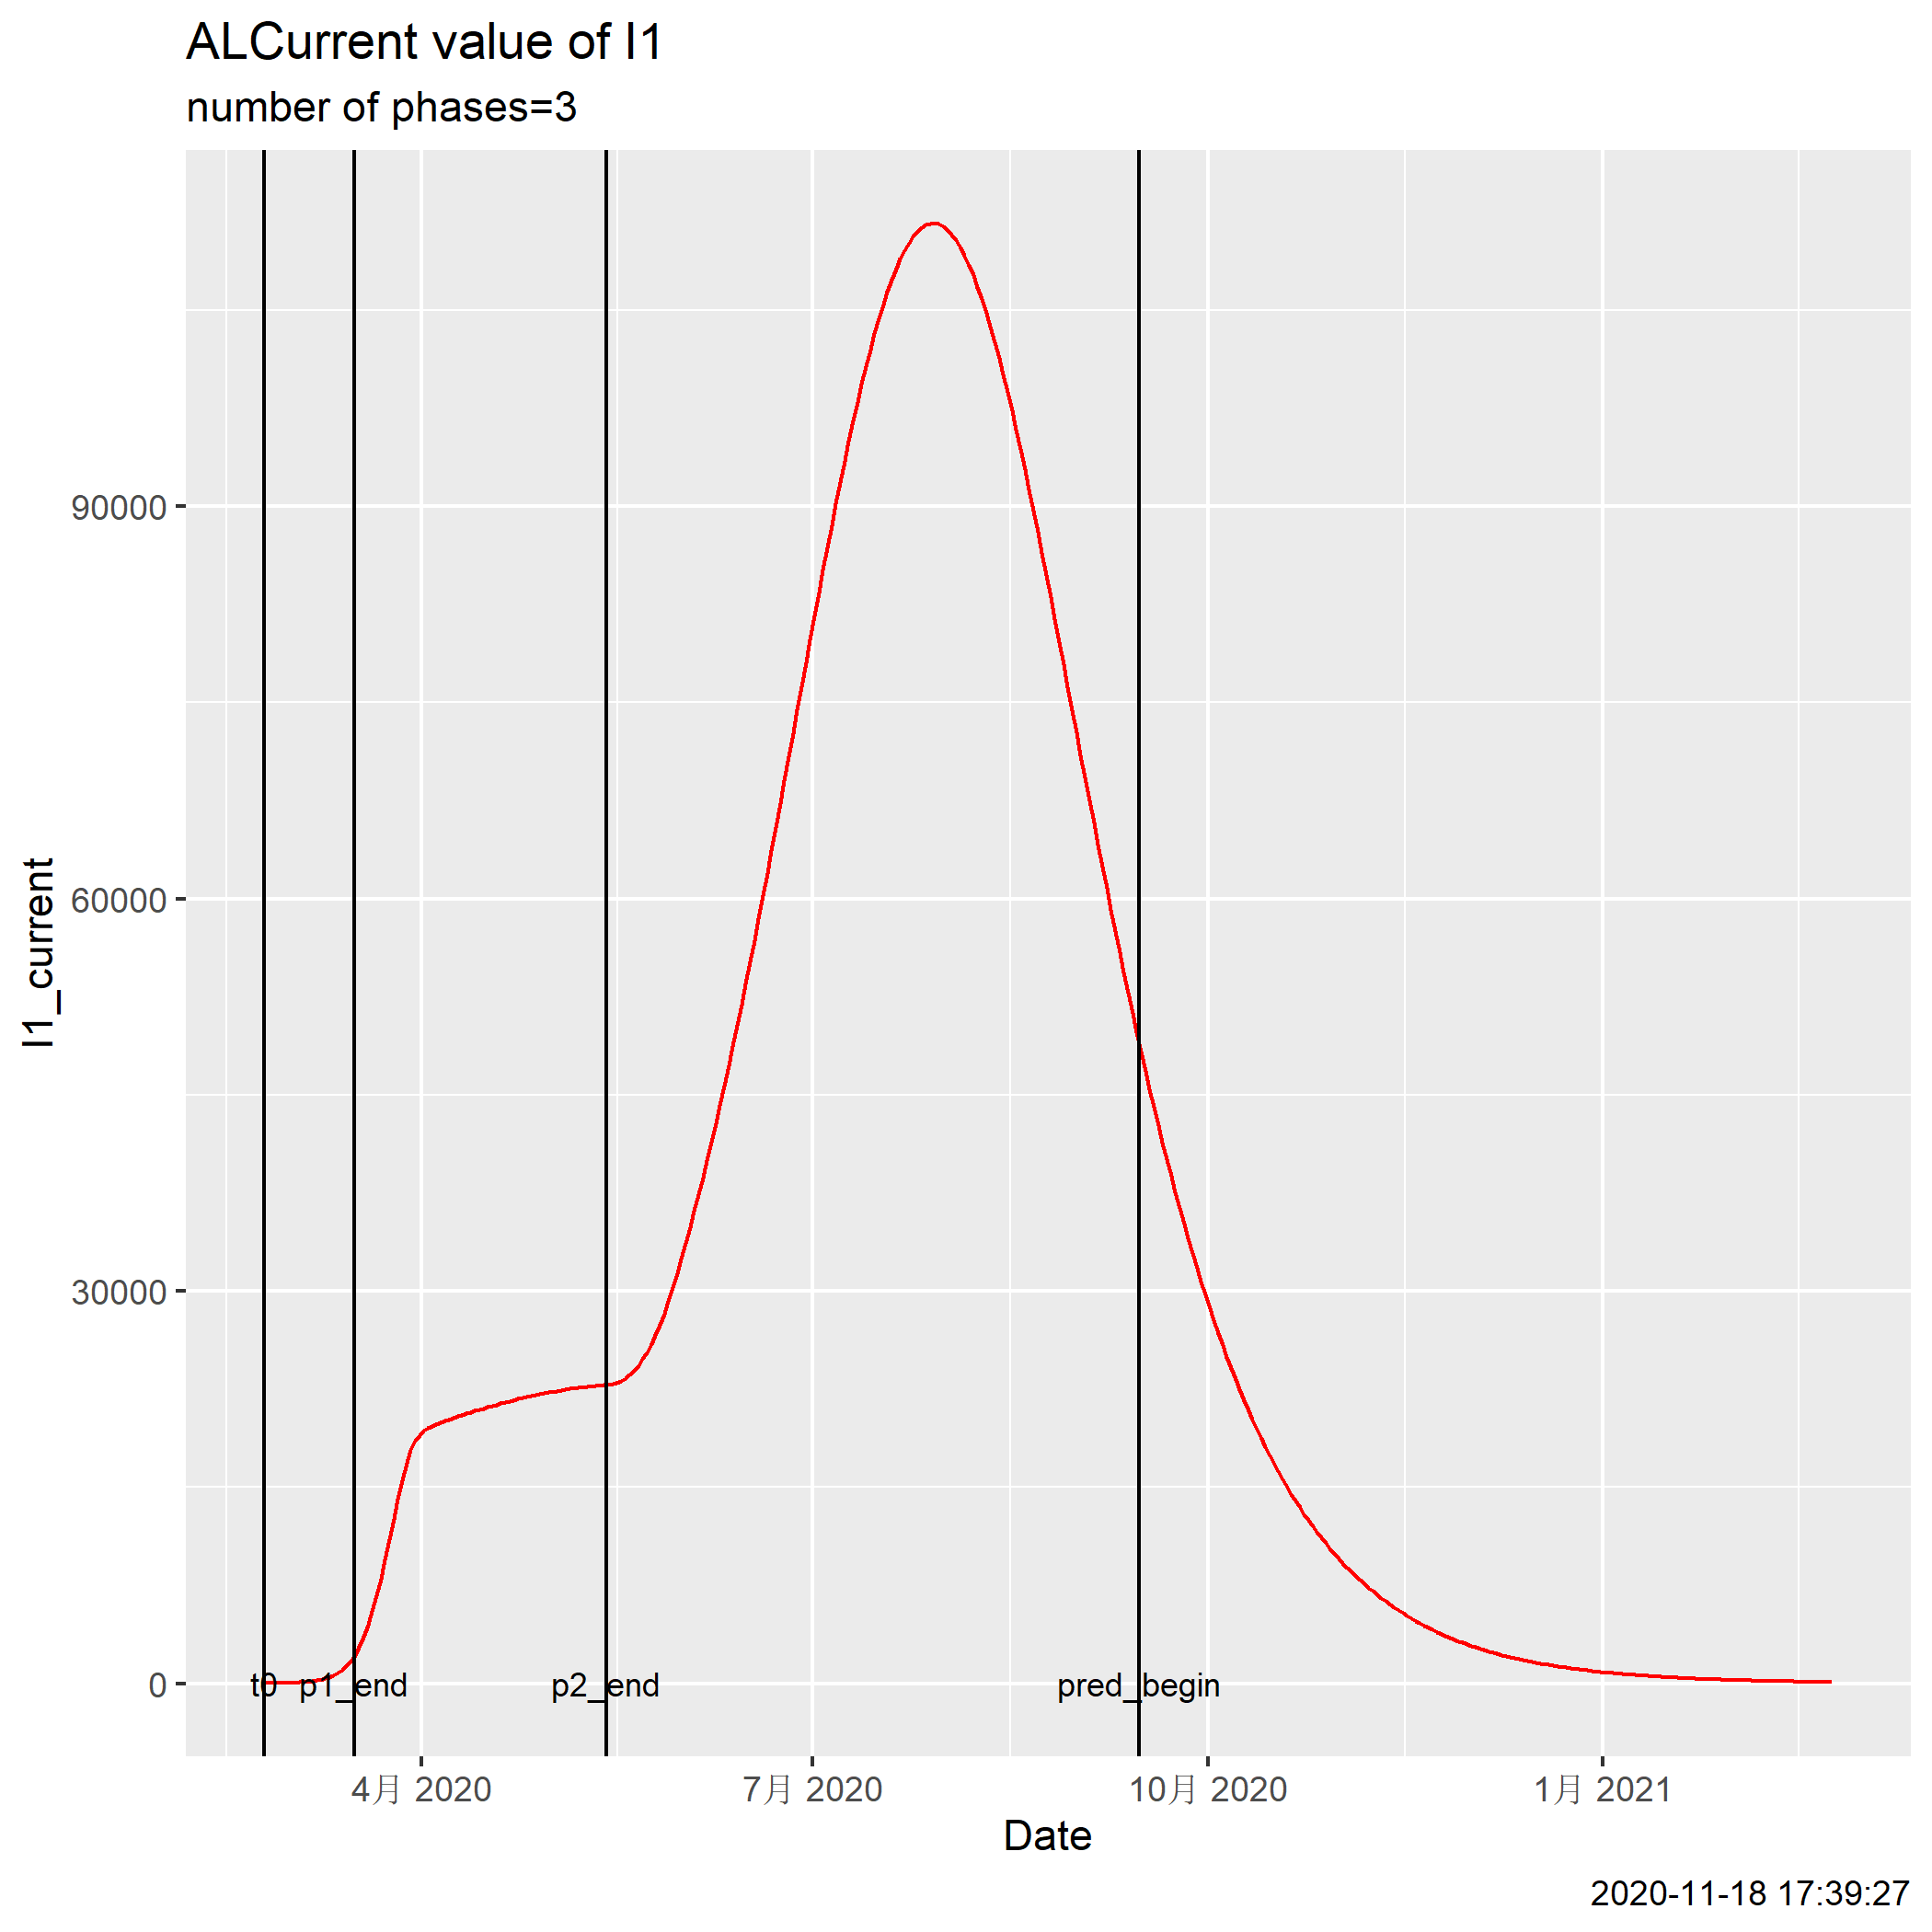 ALCurrent value of I1
number of phases=3
I1_current
90000
60000
30000
0
t0 p1_end p2_end pred_begin
4月 2020 7月 2020 10月 2020 1月 2021
Date
2020-11-18 17:39:27